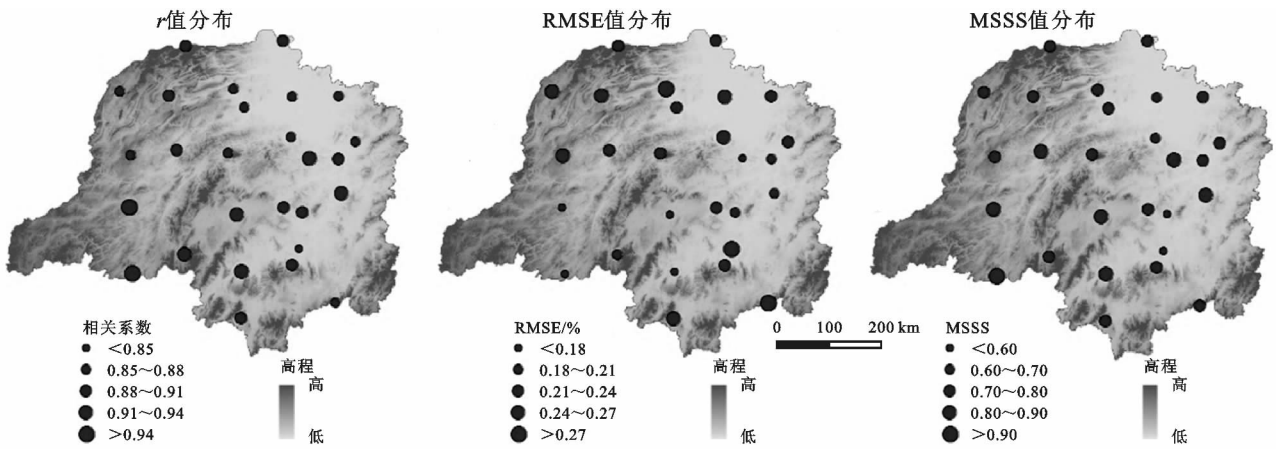 r值分布
RMSE值分布
MSSS值分布
相关系数
<0.85
0.85～0.88
0.88～0.91
0.91～0.94
>0.94
高程
高
低
RMSE/%
<0.18
0.18～0.21
0.21～0.24
0.24～0.27
>0.27
高程
高
低
0 100 200 km
MSSS
<0.60
0.60～0.70
0.70～0.80
0.80～0.90
>0.90
高程
高
低